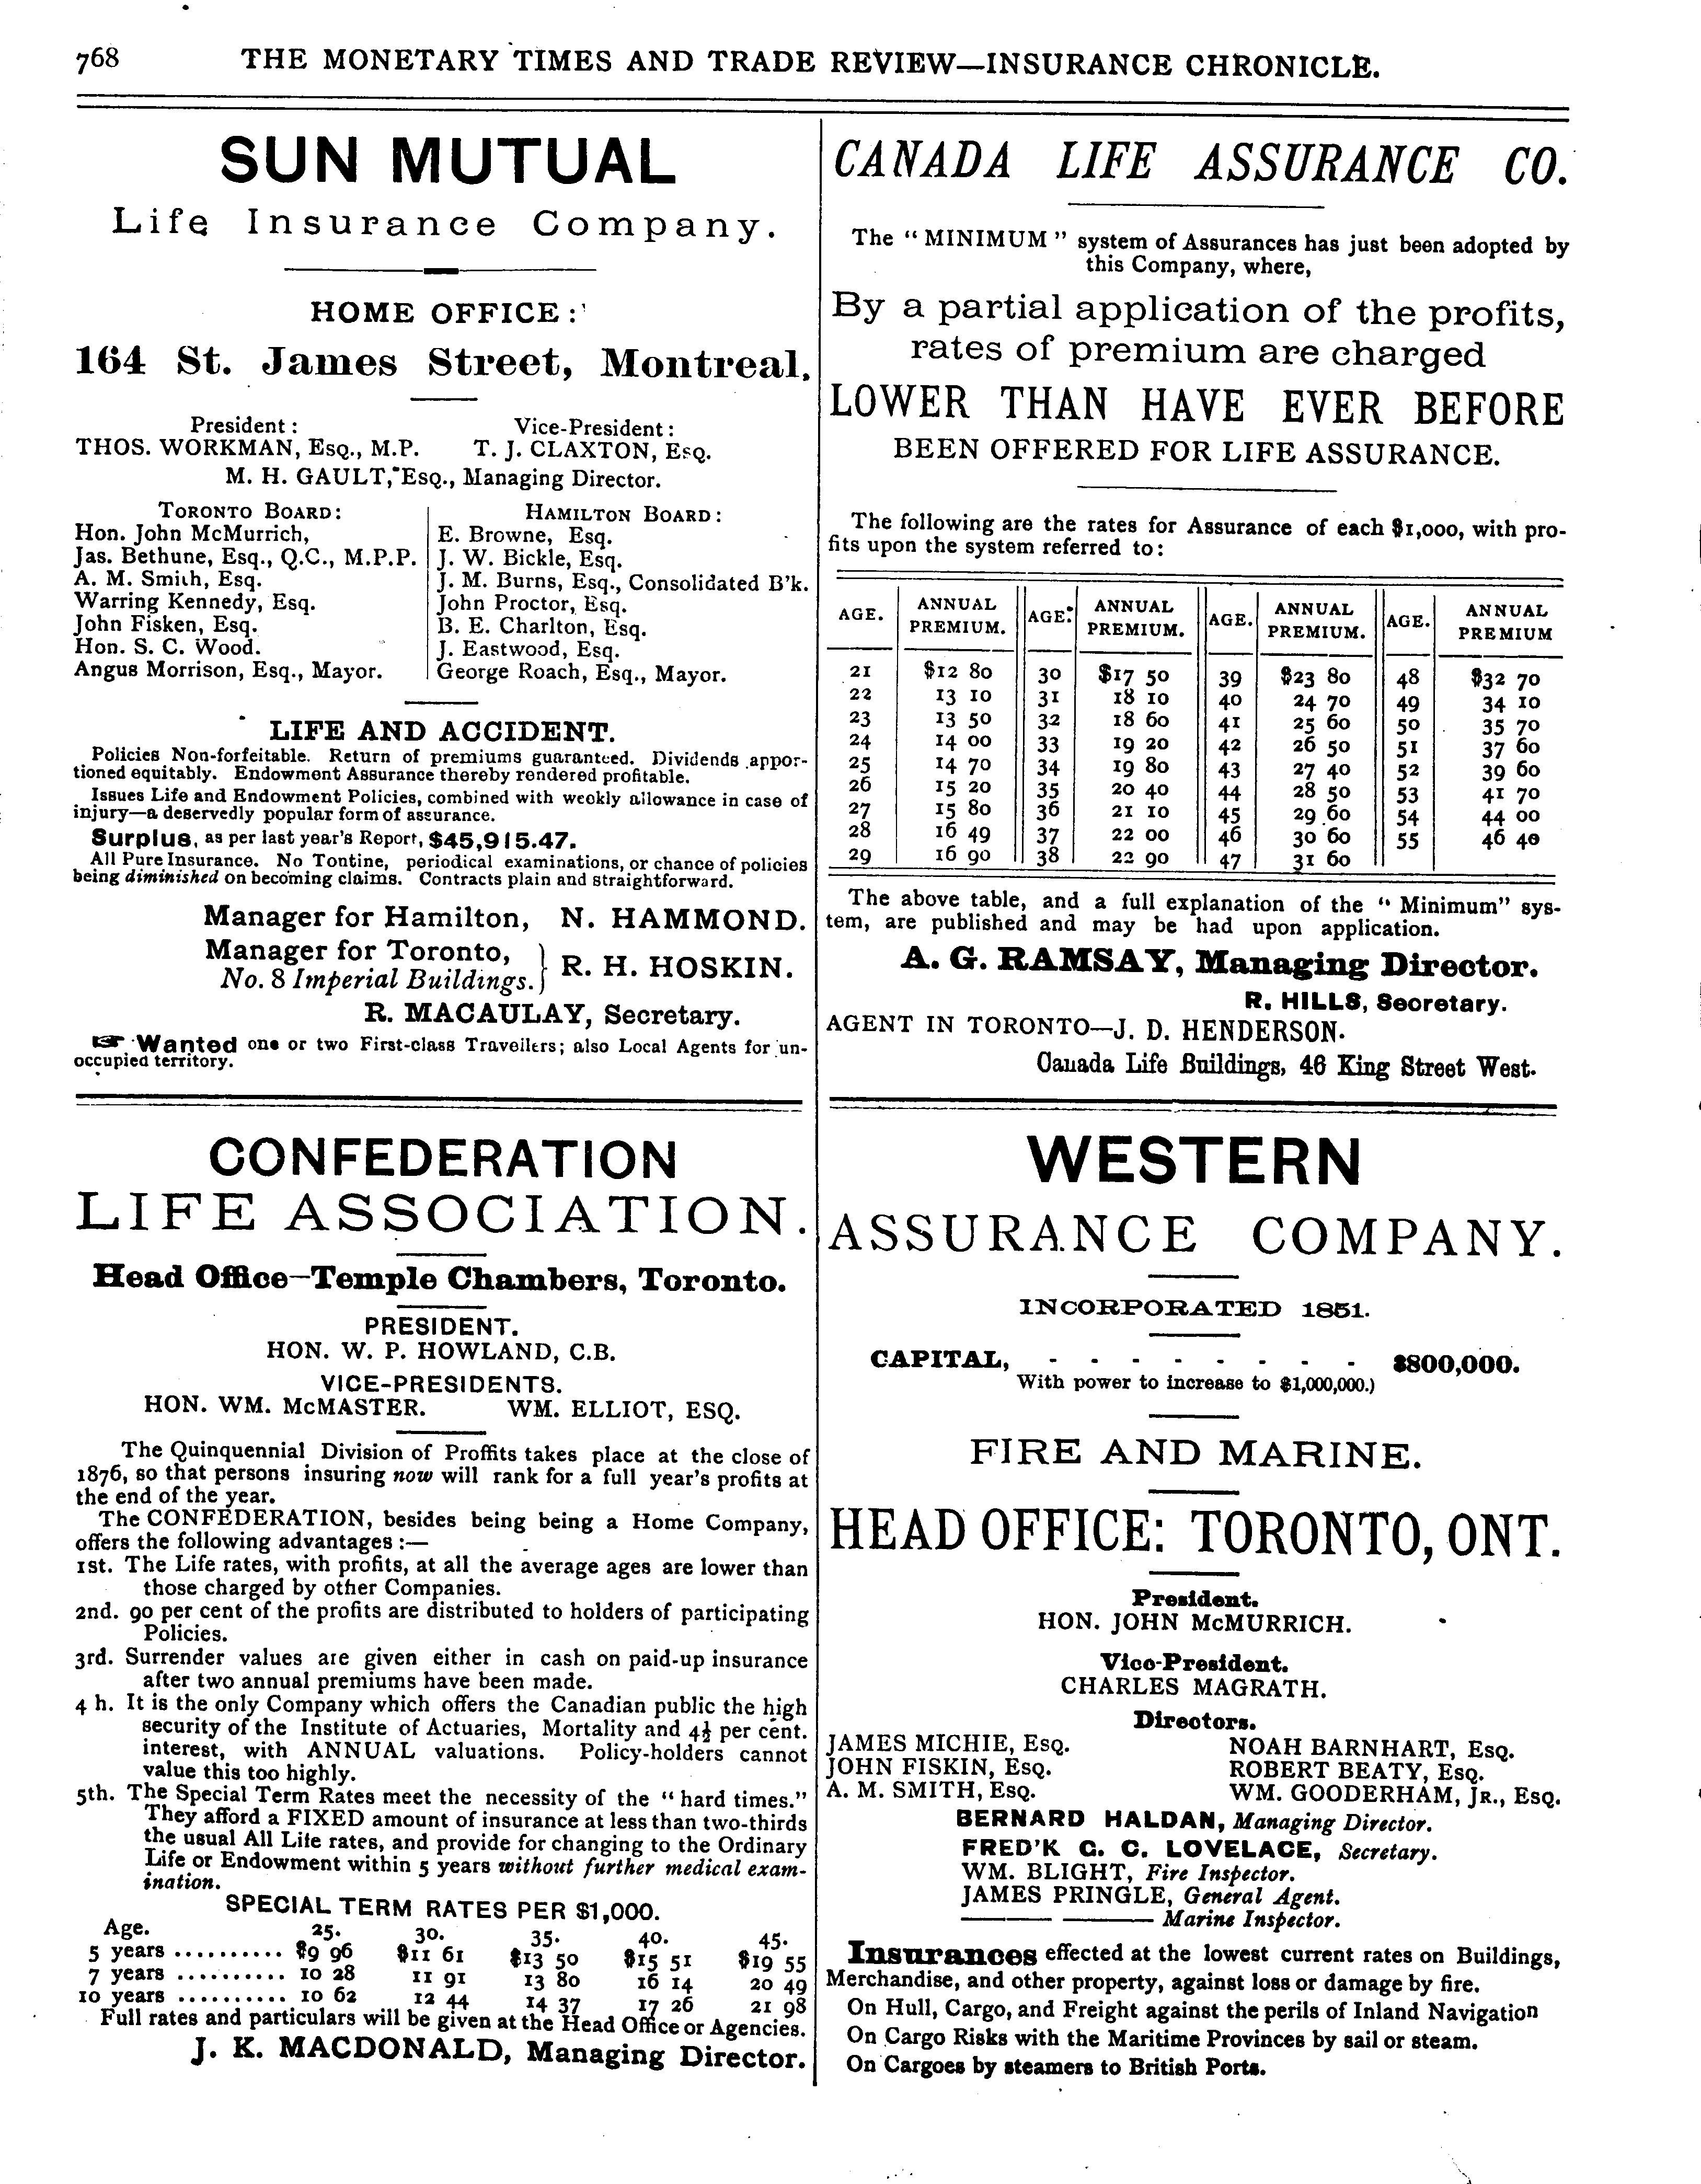 768 THE MONETARY TIMES AND TRADE REVIEW—INSURANCE CHRONICLE.
SUN MUTUAL
Life Insurance Company.
HOME OFFICE:
164 St. James Street, Montreal.
President: Vice-President:
THOS. WORKMAN, Esq., M.P. T. J. CLAXTON, Esq.
M. H. GAULT, Esq., Managing Director.
TORONTO BOARD: HAMILTON BOARD:
Hon. John McMurrich, E. Browne, Esq.
Jas. Bethune, Esq., Q.C., M.P.P. J. W. Bickle, Esq.
A. M. Smith, Esq. J. M. Burns, Esq., Consolidated B'k.
Warring Kennedy, Esq. John Proctor, Esq.
John Fisken, Esq. B. E. Charlton, Esq.
Hon. S. C. Wood. J. Eastwood, Esq.
Angus Morrison, Esq., Mayor. George Roach, Esq., Mayor.
LIFE AND ACCIDENT.
Policies Non-forfeitable. Return of premiums guaranteed. Dividends appor-
tioned equitably. Endowment Assurance thereby rendered profitable.
Issues Life and Endowment Policies, combined with weekly allowance in case of
injury—a deservedly popular form of assurance.
Surplus, as per last year's Report, $45,915.47.
All Pure Insurance. No Tontine, periodical examinations, or chance of policies
being diminished on becoming claims. Contracts plain and straightforward.
Manager for Hamilton, N. HAMMOND.
Manager for Toronto,
No. 8 Imperial Buildings. } R. H. HOSKIN.
R. MACAULAY, Secretary.
☞ Wanted one or two First-class Travellers; also Local Agents for un-
occupied territory.
CANADA LIFE ASSURANCE CO.
The "MINIMUM" system of Assurances has just been adopted by
this Company, where,
By a partial application of the profits,
rates of premium are charged
LOWER THAN HAVE EVER BEFORE
BEEN OFFERED FOR LIFE ASSURANCE.
The following are the rates for Assurance of each $1,000, with pro-
fits upon the system referred to:
AGE. ANNUAL PREMIUM. AGE. ANNUAL PREMIUM. AGE. ANNUAL PREMIUM. AGE. ANNUAL PREMIUM
21 $12 80 30 $17 50 39 $23 80 48 $32 70
22 13 10 31 18 10 40 24 70 49 34 10
23 13 50 32 18 60 41 25 60 50 35 70
24 14 00 33 19 20 42 26 50 51 37 60
25 14 70 34 19 80 43 27 40 52 39 60
26 15 20 35 20 40 44 28 50 53 41 70
27 15 80 36 21 10 45 29 60 54 44 00
28 16 49 37 22 00 46 30 60 55 46 40
29 16 90 38 22 90 47 31 60
The above table, and a full explanation of the "Minimum" sys-
tem, are published and may be had upon application.
A. G. RAMSAY, Managing Director.
R. HILLS, Secretary.
AGENT IN TORONTO—J. D. HENDERSON.
Canada Life Buildings, 46 King Street West.
CONFEDERATION
LIFE ASSOCIATION.
Head Office—Temple Chambers, Toronto.
PRESIDENT.
HON. W. P. HOWLAND, C.B.
VICE-PRESIDENTS.
HON. WM. McMASTER. WM. ELLIOT, ESQ.
The Quinquennial Division of Proffits takes place at the close of
1876, so that persons insuring now will rank for a full year's profits at
the end of the year.
The CONFEDERATION, besides being being a Home Company,
offers the following advantages:—
1st. The Life rates, with profits, at all the average ages are lower than
those charged by other Companies.
2nd. 90 per cent of the profits are distributed to holders of participating
Policies.
3rd. Surrender values are given either in cash on paid-up insurance
after two annual premiums have been made.
4 h. It is the only Company which offers the Canadian public the high
security of the Institute of Actuaries, Mortality and 4½ per cent.
interest, with ANNUAL valuations. Policy-holders cannot
value this too highly.
5th. The Special Term Rates meet the necessity of the "hard times."
They afford a FIXED amount of insurance at less than two-thirds
the usual All Life rates, and provide for changing to the Ordinary
Life or Endowment within 5 years without further medical exam-
ination.
SPECIAL TERM RATES PER $1,000.
Age. 25. 30. 35. 40. 45.
5 years .......... $9 96 $11 61 $13 50 $15 51 $19 55
7 years .......... 10 28 11 91 13 80 16 14 20 49
10 years .......... 10 62 12 44 14 37 17 26 21 98
Full rates and particulars will be given at the Head Office or Agencies.
J. K. MACDONALD, Managing Director.
WESTERN
ASSURANCE COMPANY.
INCORPORATED 1851.
CAPITAL, - - - - - - - - $800,000.
With power to increase to $1,000,000.)
FIRE AND MARINE.
HEAD OFFICE: TORONTO, ONT.
President.
HON. JOHN McMURRICH.
Vice-President.
CHARLES MAGRATH.
Directors.
JAMES MICHIE, Esq. NOAH BARNHART, Esq.
JOHN FISKIN, Esq. ROBERT BEATY, Esq.
A. M. SMITH, Esq. WM. GOODERHAM, Jr., Esq.
BERNARD HALDAN, Managing Director.
FRED'K G. C. LOVELACE, Secretary.
WM. BLIGHT, Fire Inspector.
JAMES PRINGLE, General Agent.
——— ——— Marine Inspector.
Insurances effected at the lowest current rates on Buildings,
Merchandise, and other property, against loss or damage by fire.
On Hull, Cargo, and Freight against the perils of Inland Navigation
On Cargo Risks with the Maritime Provinces by sail or steam.
On Cargoes by steamers to British Ports.